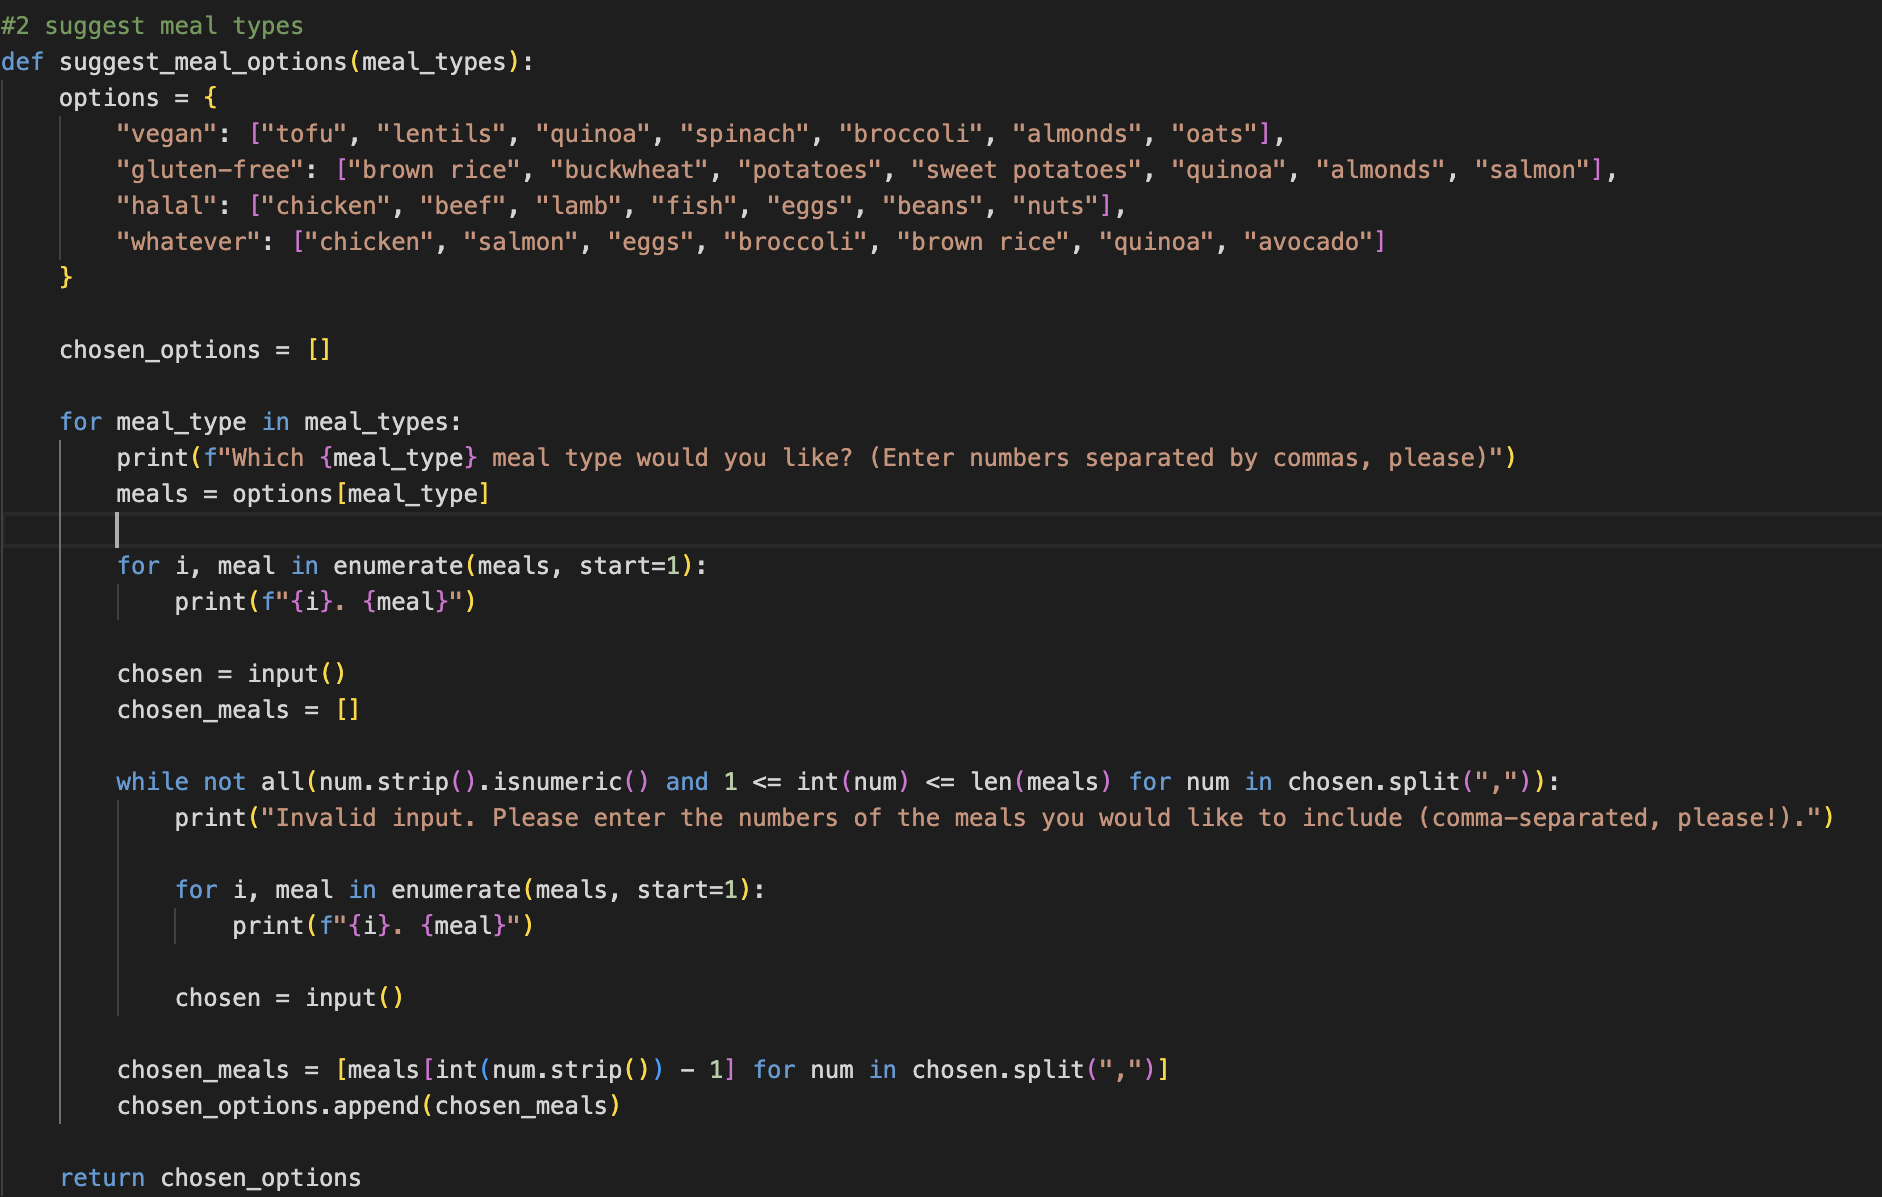 #2 suggest meal types
def suggest_meal_options(meal_types):
    options = {
        "vegan": ["tofu", "lentils", "quinoa", "spinach", "broccoli", "almonds", "oats"],
        "gluten-free": ["brown rice", "buckwheat", "potatoes", "sweet potatoes", "quinoa", "almonds", "salmon"],
        "halal": ["chicken", "beef", "lamb", "fish", "eggs", "beans", "nuts"],
        "whatever": ["chicken", "salmon", "eggs", "broccoli", "brown rice", "quinoa", "avocado"]
    }

    chosen_options = []

    for meal_type in meal_types:
        print(f"Which {meal_type} meal type would you like? (Enter numbers separated by commas, please)")
        meals = options[meal_type]

        for i, meal in enumerate(meals, start=1):
            print(f"{i}. {meal}")

        chosen = input()
        chosen_meals = []

        while not all(num.strip().isnumeric() and 1 <= int(num) <= len(meals) for num in chosen.split(",")):
            print("Invalid input. Please enter the numbers of the meals you would like to include (comma-separated, please!).")

            for i, meal in enumerate(meals, start=1):
                print(f"{i}. {meal}")

            chosen = input()

        chosen_meals = [meals[int(num.strip()) - 1] for num in chosen.split(",")]
        chosen_options.append(chosen_meals)

    return chosen_options